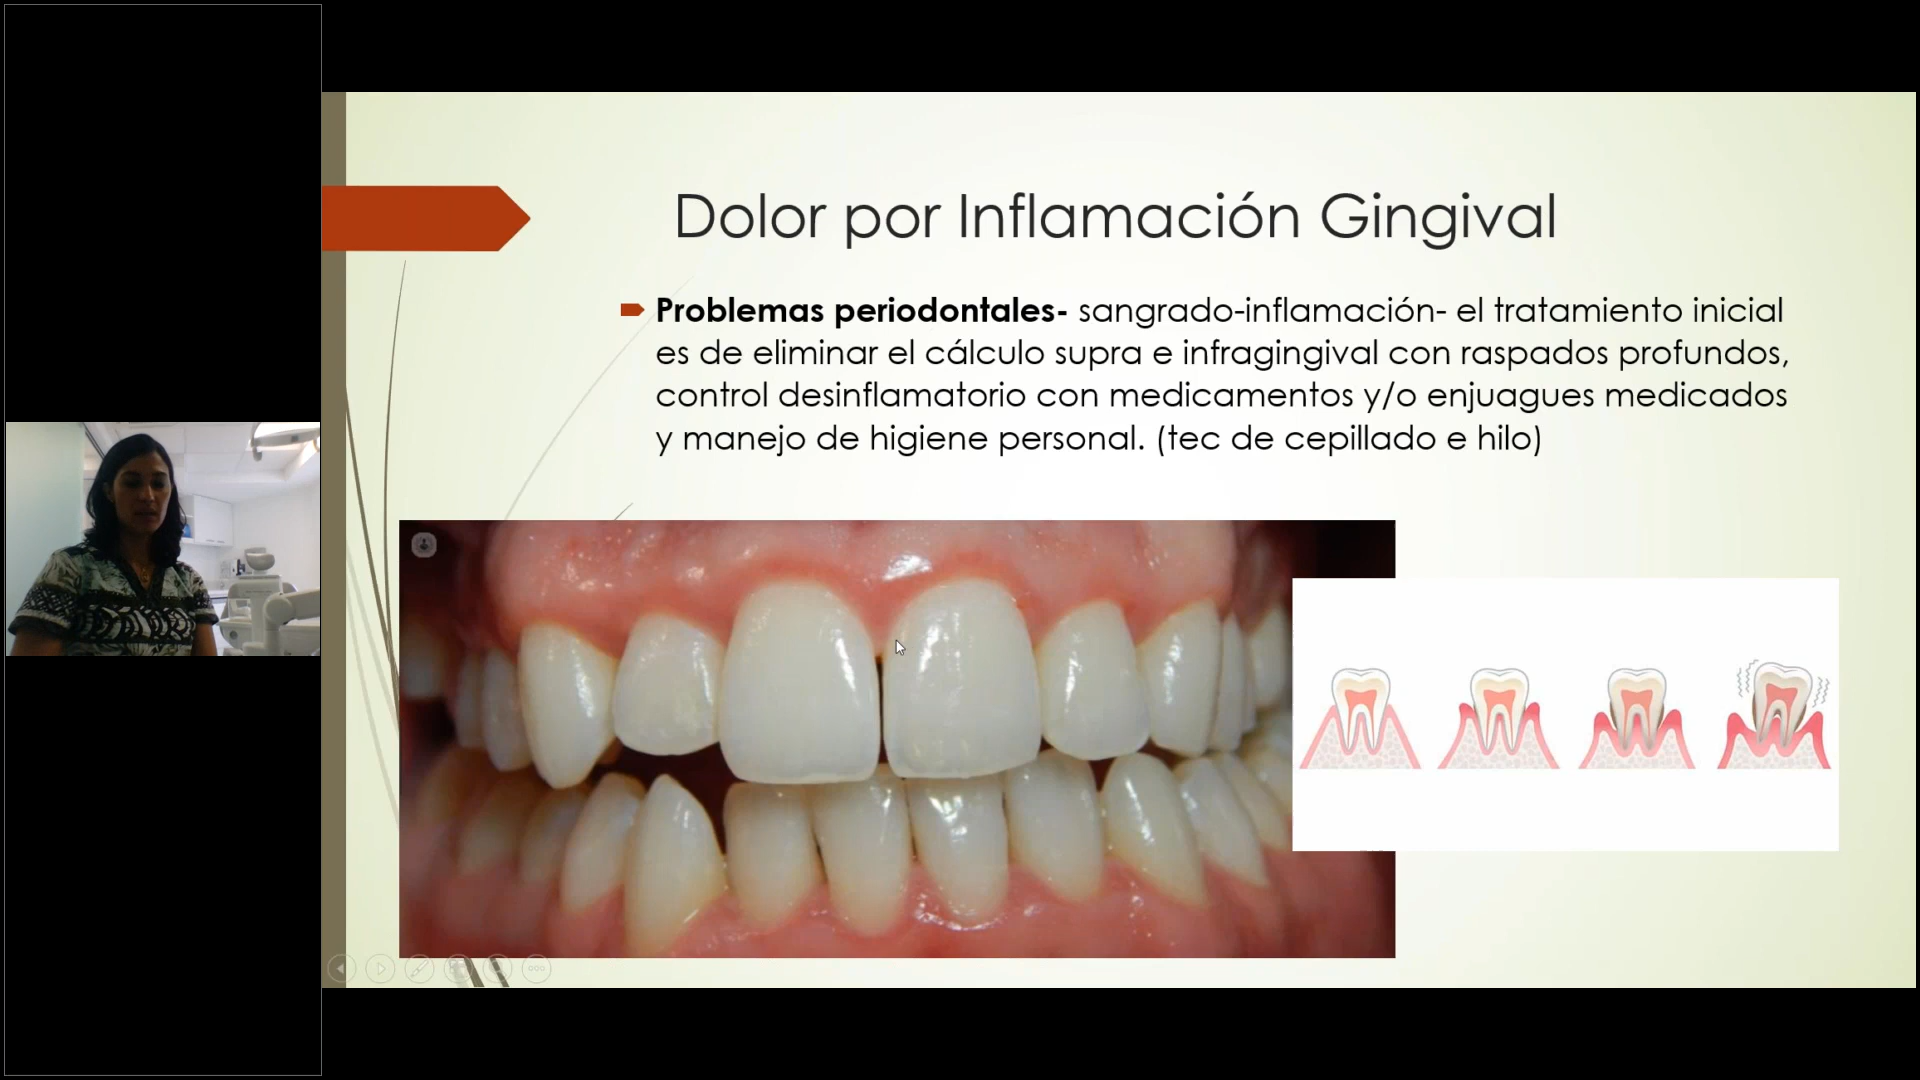 Dolor por Inflamación Gingival
Problemas periodontales- sangrado-inflamación- el tratamiento inicial
es de eliminar el cálculo supra e infragingival con raspados profundos,
control desinflamatorio con medicamentos y/o enjuagues medicados
y manejo de higiene personal. (tec de cepillado e hilo)